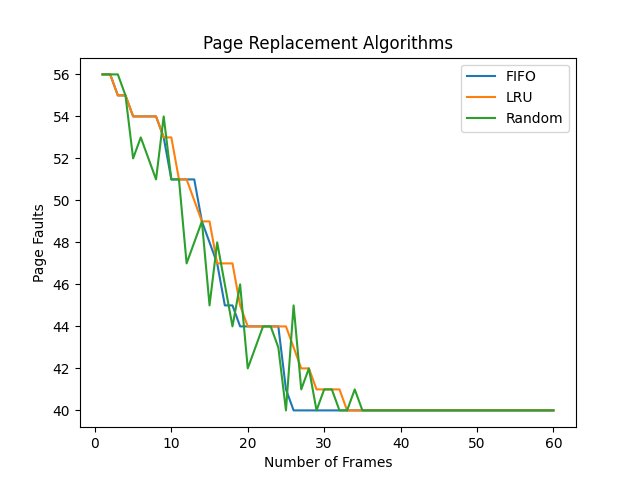 Page Replacement Algorithms
FIFO
LRU
Random
56
54
52
50
48
46
44
42
40
Page Faults
0 10 20 30 40 50 60
Number of Frames